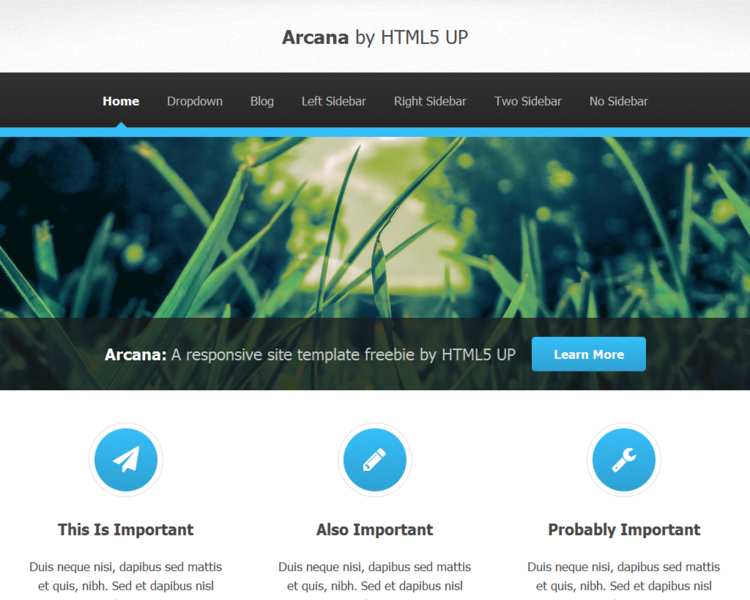 Arcana by HTML5 UP
Home Dropdown Blog Left Sidebar Right Sidebar Two Sidebar No Sidebar
Arcana: A responsive site template freebie by HTML5 UP Learn More
This Is Important Also Important Probably Important
Duis neque nisi, dapibus sed mattis
et quis, nibh. Sed et dapibus nisl
Duis neque nisi, dapibus sed mattis
et quis, nibh. Sed et dapibus nisl
Duis neque nisi, dapibus sed mattis
et quis, nibh. Sed et dapibus nisl